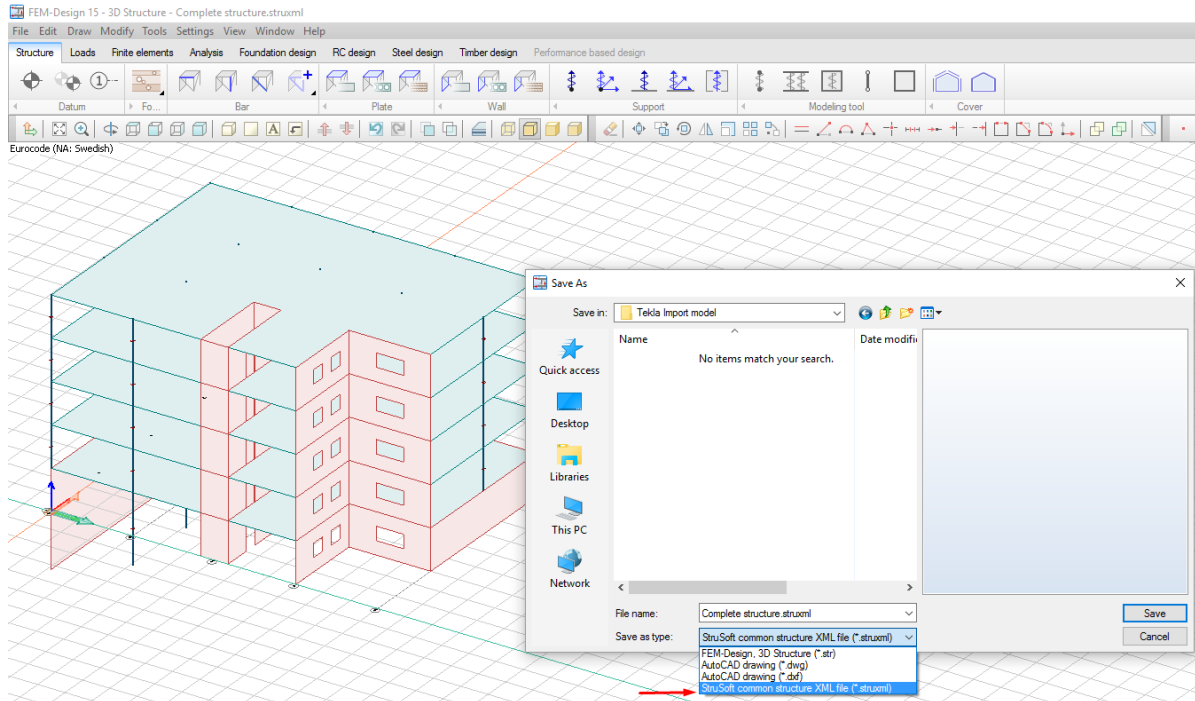 FEM-Design 15 - 3D Structure - Complete structure.struxml
File Edit Draw Modify Tools Settings View Window Help
Structure Loads Finite elements Analysis Foundation design RC design Steel design Timber design Performance based design
1
Datum Fo... Bar Plate Wall Support Modeling tool Cover
A
Eurocode (NA: Swedish)
Save As
Save in: Tekla Import model
Name Date modifi
No items match your search.
Quick access
Desktop
Libraries
This PC
Network
File name: Complete structure.struxml Save
Save as type: StruSoft common structure XML file (*.struxml) Cancel
FEM-Design, 3D Structure (*.str)
AutoCAD drawing (*.dwg)
AutoCAD drawing (*.dxf)
StruSoft common structure XML file (*.struxml)